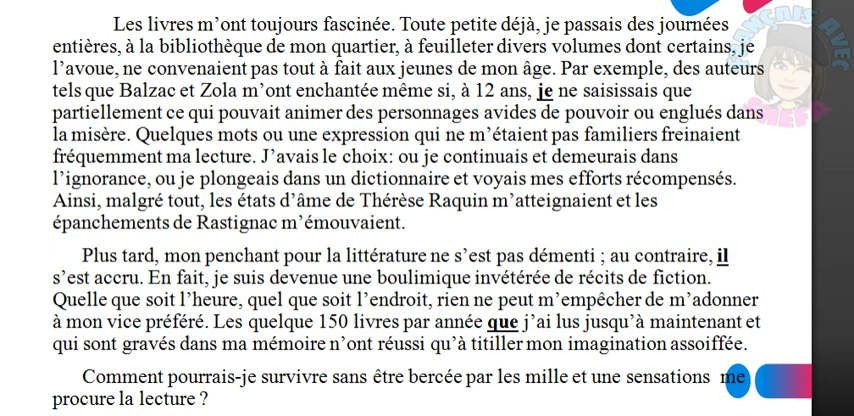 Les livres m’ont toujours fascinée. Toute petite déjà, je passais des journées
entières, à la bibliothèque de mon quartier, à feuilleter divers volumes dont certains, je
l’avoue, ne convenaient pas tout à fait aux jeunes de mon âge. Par exemple, des auteurs
tels que Balzac et Zola m’ont enchantée même si, à 12 ans, je ne saisissais que
partiellement ce qui pouvait animer des personnages avides de pouvoir ou englués dans
la misère. Quelques mots ou une expression qui ne m’étaient pas familiers freinaient
fréquemment ma lecture. J’avais le choix: ou je continuais et demeurais dans
l’ignorance, ou je plongeais dans un dictionnaire et voyais mes efforts récompensés.
Ainsi, malgré tout, les états d’âme de Thérèse Raquin m’atteignaient et les
épanchements de Rastignac m’émouvaient.
Plus tard, mon penchant pour la littérature ne s’est pas démenti ; au contraire, il
s’est accru. En fait, je suis devenue une boulimique invétérée de récits de fiction.
Quelle que soit l’heure, quel que soit l’endroit, rien ne peut m’empêcher de m’adonner
à mon vice préféré. Les quelque 150 livres par année que j’ai lus jusqu’à maintenant et
qui sont gravés dans ma mémoire n’ont réussi qu’à titiller mon imagination assoiffée.
Comment pourrais-je survivre sans être bercée par les mille et une sensations me
procure la lecture ?
FRANÇAIS AVEC